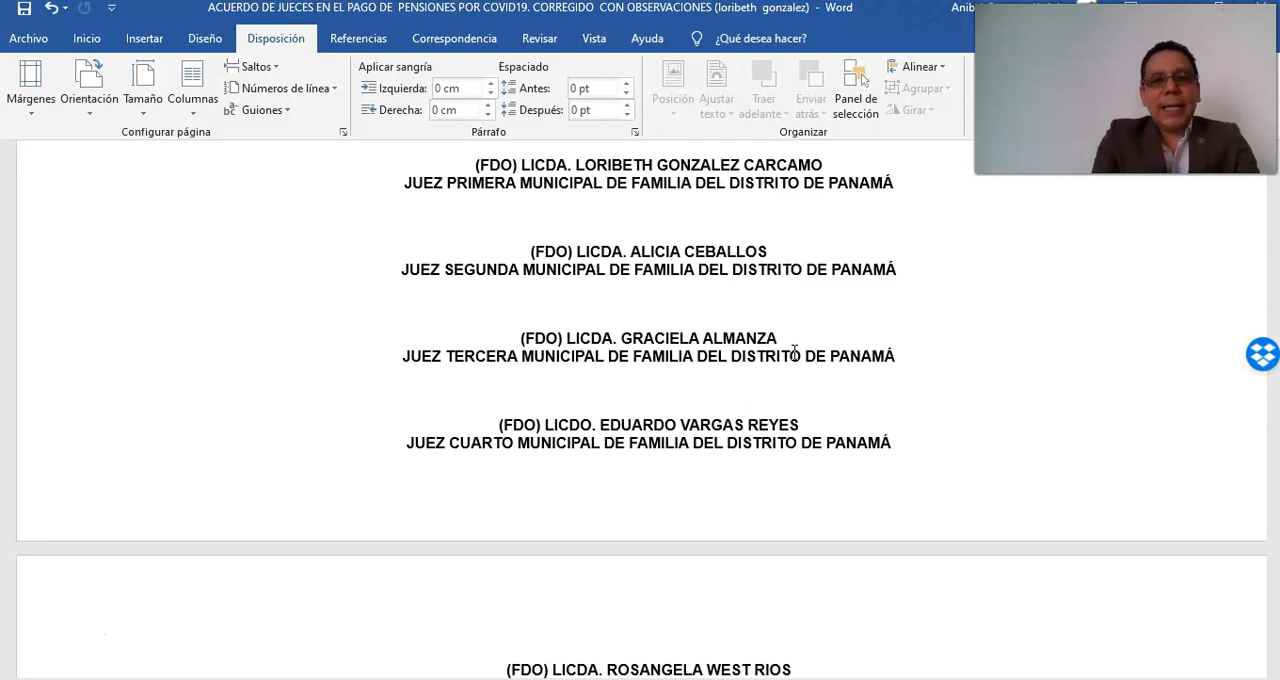 ACUERDO DE JUECES EN EL PAGO DE PENSIONES POR COVID19. CORREGIDO CON OBSERVACIONES (loribeth gonzalez) - Word
Archivo Inicio Insertar Diseño Disposición Referencias Correspondencia Revisar Vista Ayuda ¿Qué desea hacer?
Márgenes
Orientación
Tamaño
Columnas
Saltos
Números de línea
Guiones
Configurar página
Aplicar sangría
Izquierda: 0 cm
Derecha: 0 cm
Espaciado
Antes: 0 pt
Después: 0 pt
Párrafo
Posición
Ajustar texto
Traer adelante
Enviar atrás
Panel de selección
Alinear
Agrupar
Girar
Organizar
(FDO) LICDA. LORIBETH GONZALEZ CARCAMO
JUEZ PRIMERA MUNICIPAL DE FAMILIA DEL DISTRITO DE PANAMÁ
(FDO) LICDA. ALICIA CEBALLOS
JUEZ SEGUNDA MUNICIPAL DE FAMILIA DEL DISTRITO DE PANAMÁ
(FDO) LICDA. GRACIELA ALMANZA
JUEZ TERCERA MUNICIPAL DE FAMILIA DEL DISTRITO DE PANAMÁ
(FDO) LICDO. EDUARDO VARGAS REYES
JUEZ CUARTO MUNICIPAL DE FAMILIA DEL DISTRITO DE PANAMÁ
(FDO) LICDA. ROSANGELA WEST RIOS